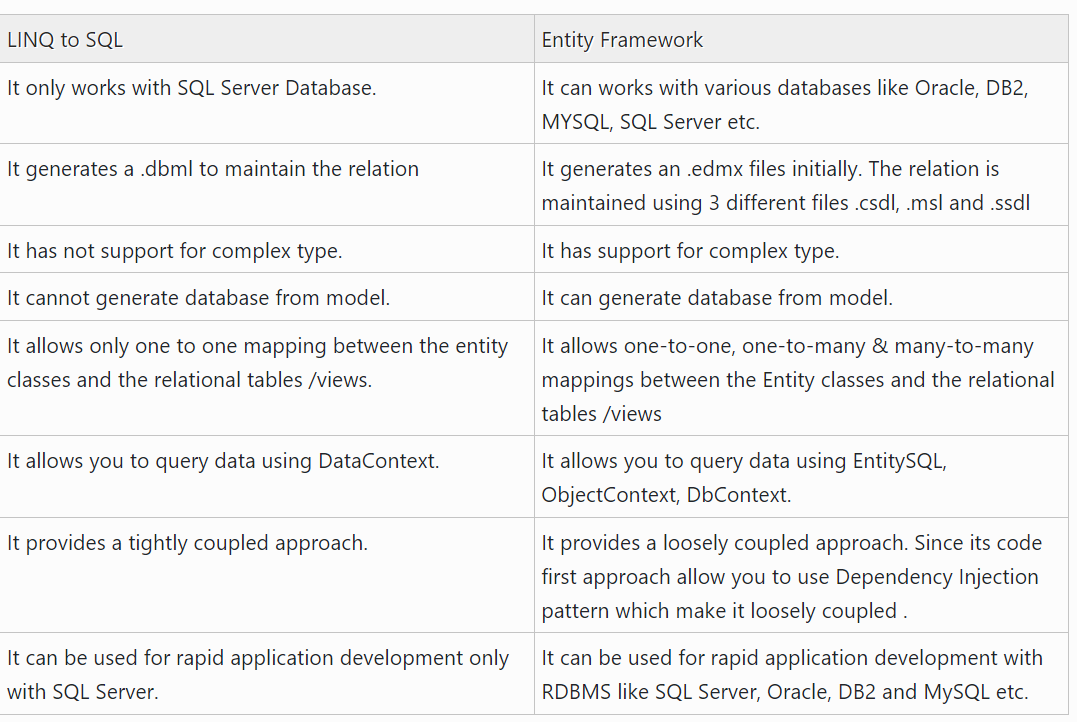 LINQ to SQL
Entity Framework
It only works with SQL Server Database.
It can works with various databases like Oracle, DB2,
MYSQL, SQL Server etc.
It generates a .dbml to maintain the relation
It generates an .edmx files initially. The relation is
maintained using 3 different files .csdl, .msl and .ssdl
It has not support for complex type.
It has support for complex type.
It cannot generate database from model.
It can generate database from model.
It allows only one to one mapping between the entity
classes and the relational tables /views.
It allows one-to-one, one-to-many & many-to-many
mappings between the Entity classes and the relational
tables /views
It allows you to query data using DataContext.
It allows you to query data using EntitySQL,
ObjectContext, DbContext.
It provides a tightly coupled approach.
It provides a loosely coupled approach. Since its code
first approach allow you to use Dependency Injection
pattern which make it loosely coupled .
It can be used for rapid application development only
with SQL Server.
It can be used for rapid application development with
RDBMS like SQL Server, Oracle, DB2 and MySQL etc.